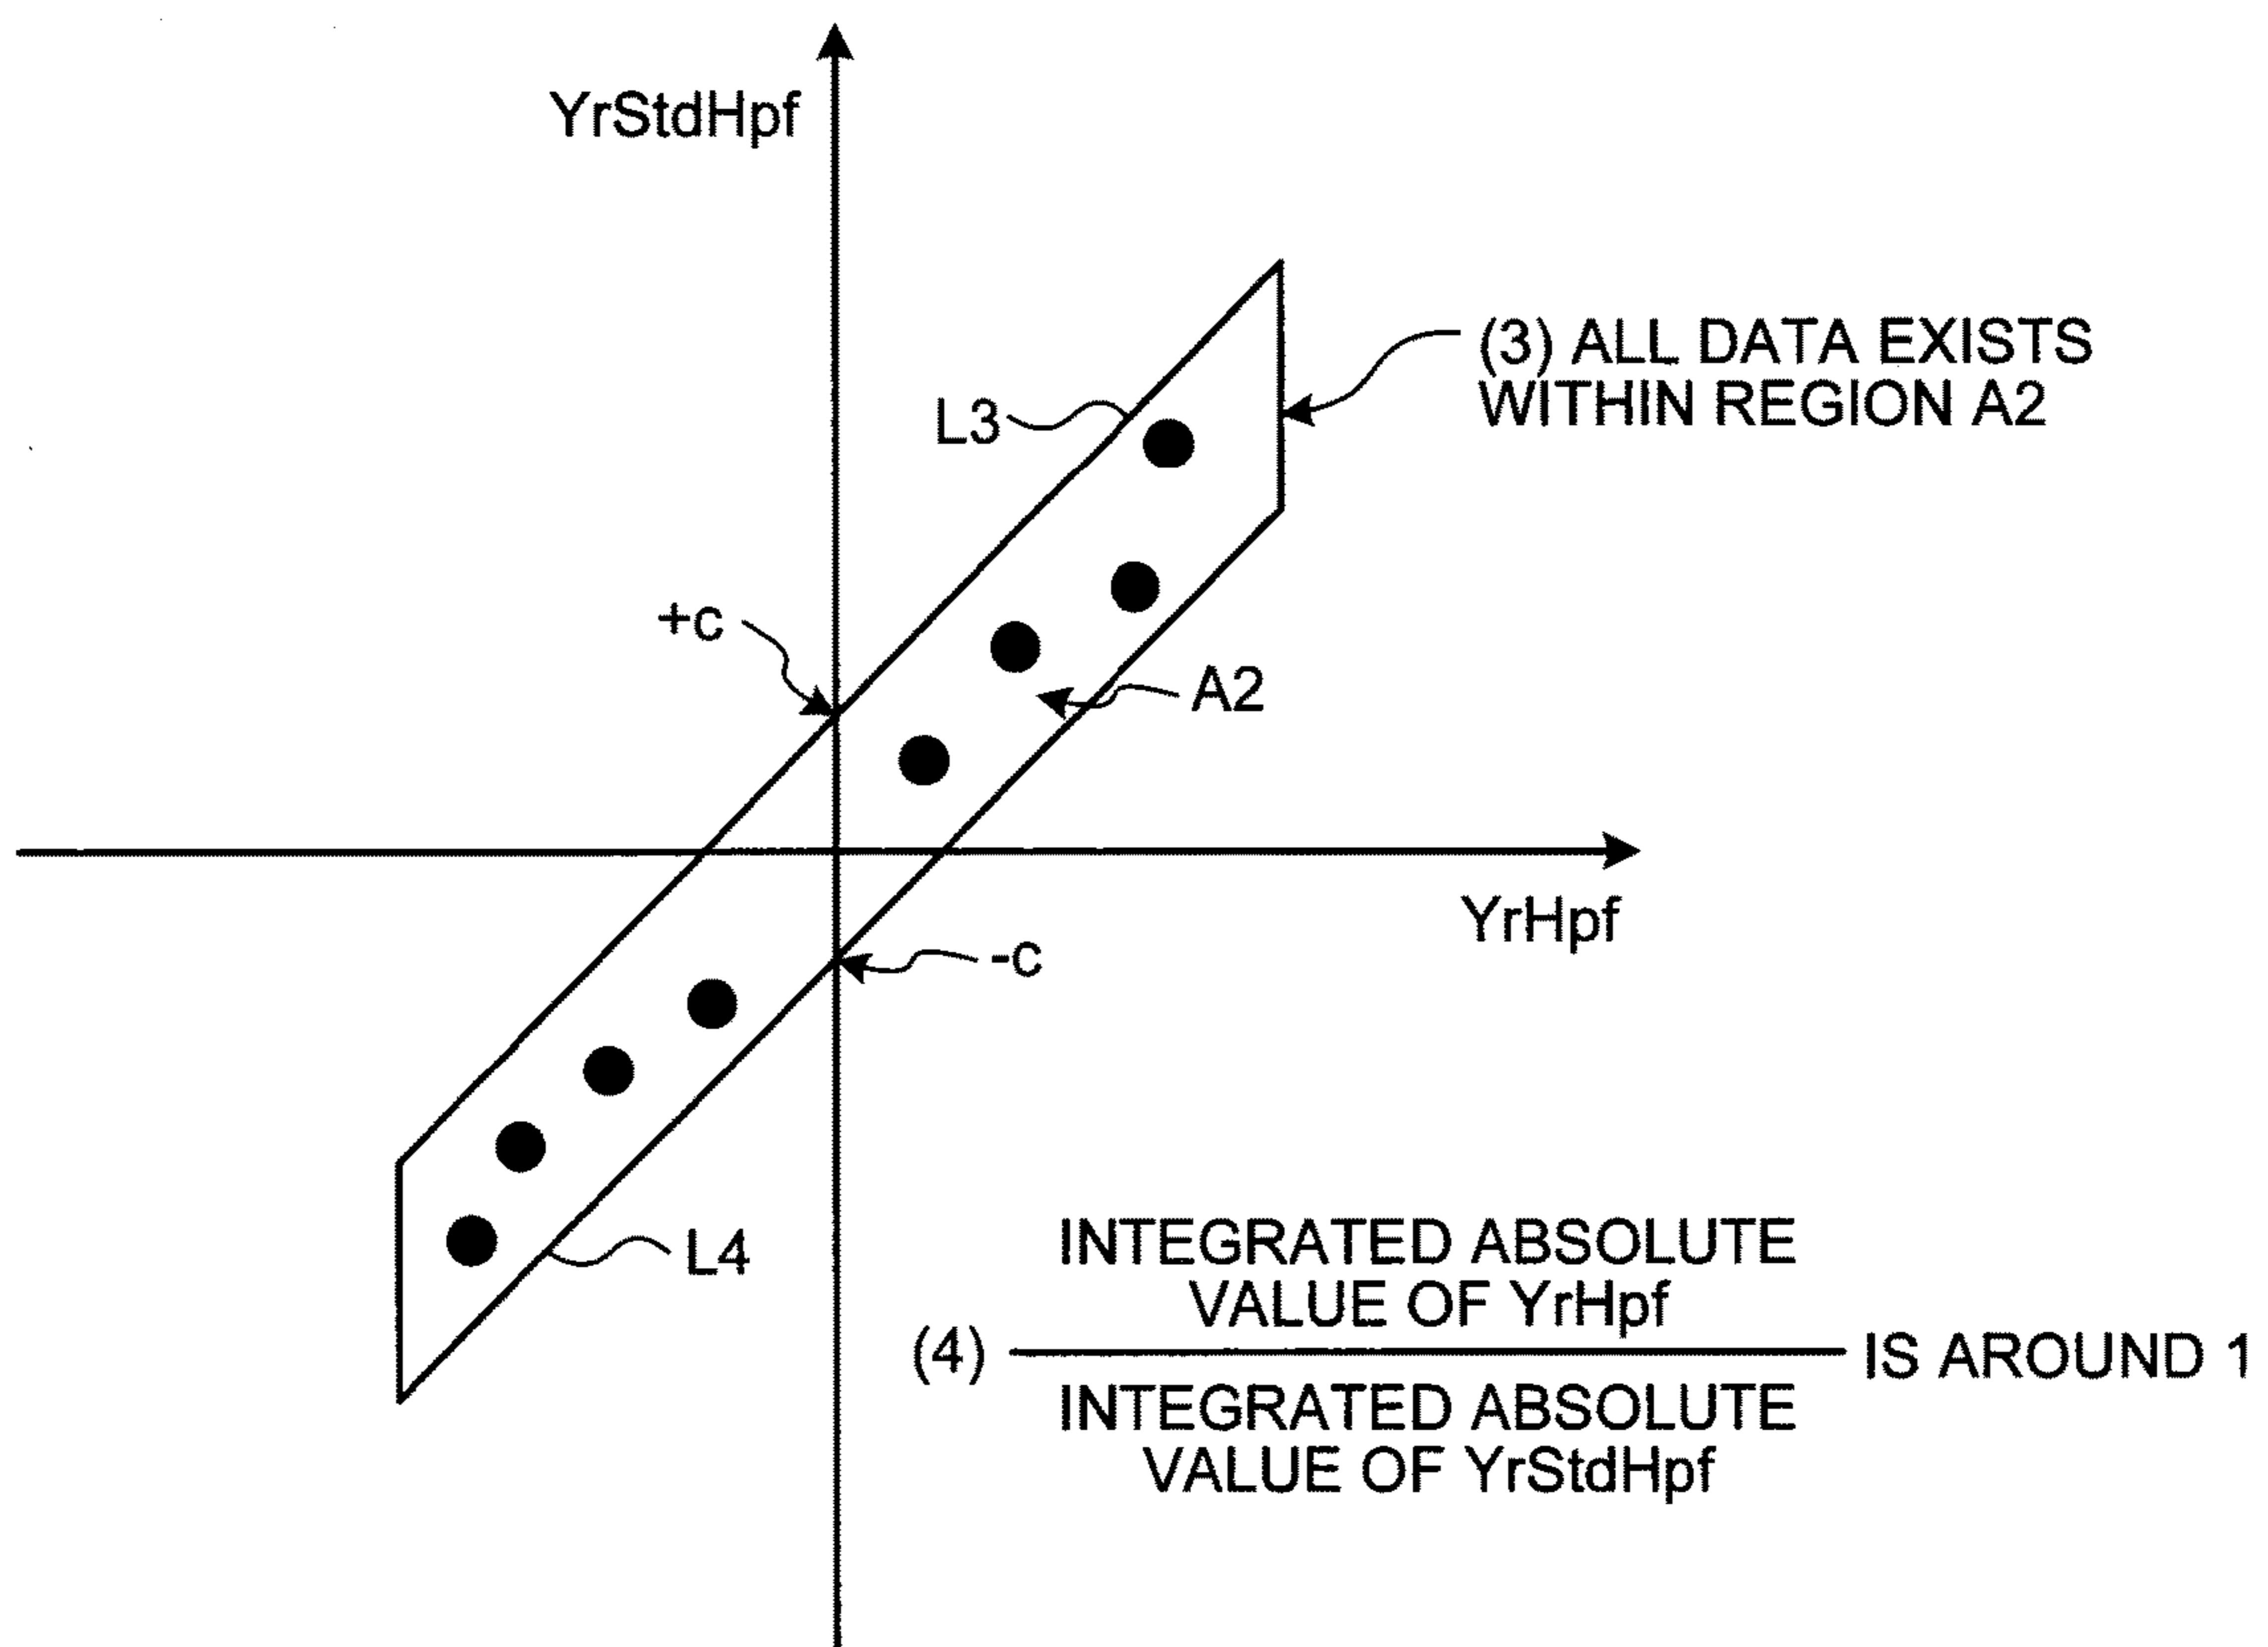 YrStdHpf
(3) ALL DATA EXISTS
WITHIN REGION A2
L3
+c
A2
YrHpf
-c
L4
INTEGRATED ABSOLUTE
VALUE OF YrHpf
(4)
IS AROUND 1
INTEGRATED ABSOLUTE
VALUE OF YrStdHpf